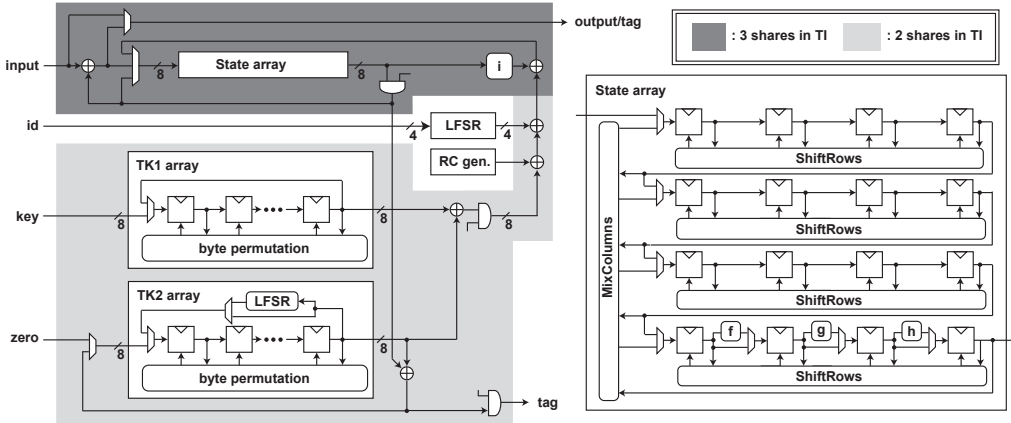 output/tag
: 3 shares in TI
: 2 shares in TI
input
8
State array
8
i
id
4
LFSR
4
RC gen.
TK1 array
key
8
8
8
byte permutation
TK2 array
LFSR
zero
8
8
byte permutation
tag
State array
MixColumns
ShiftRows
ShiftRows
ShiftRows
f
g
h
ShiftRows